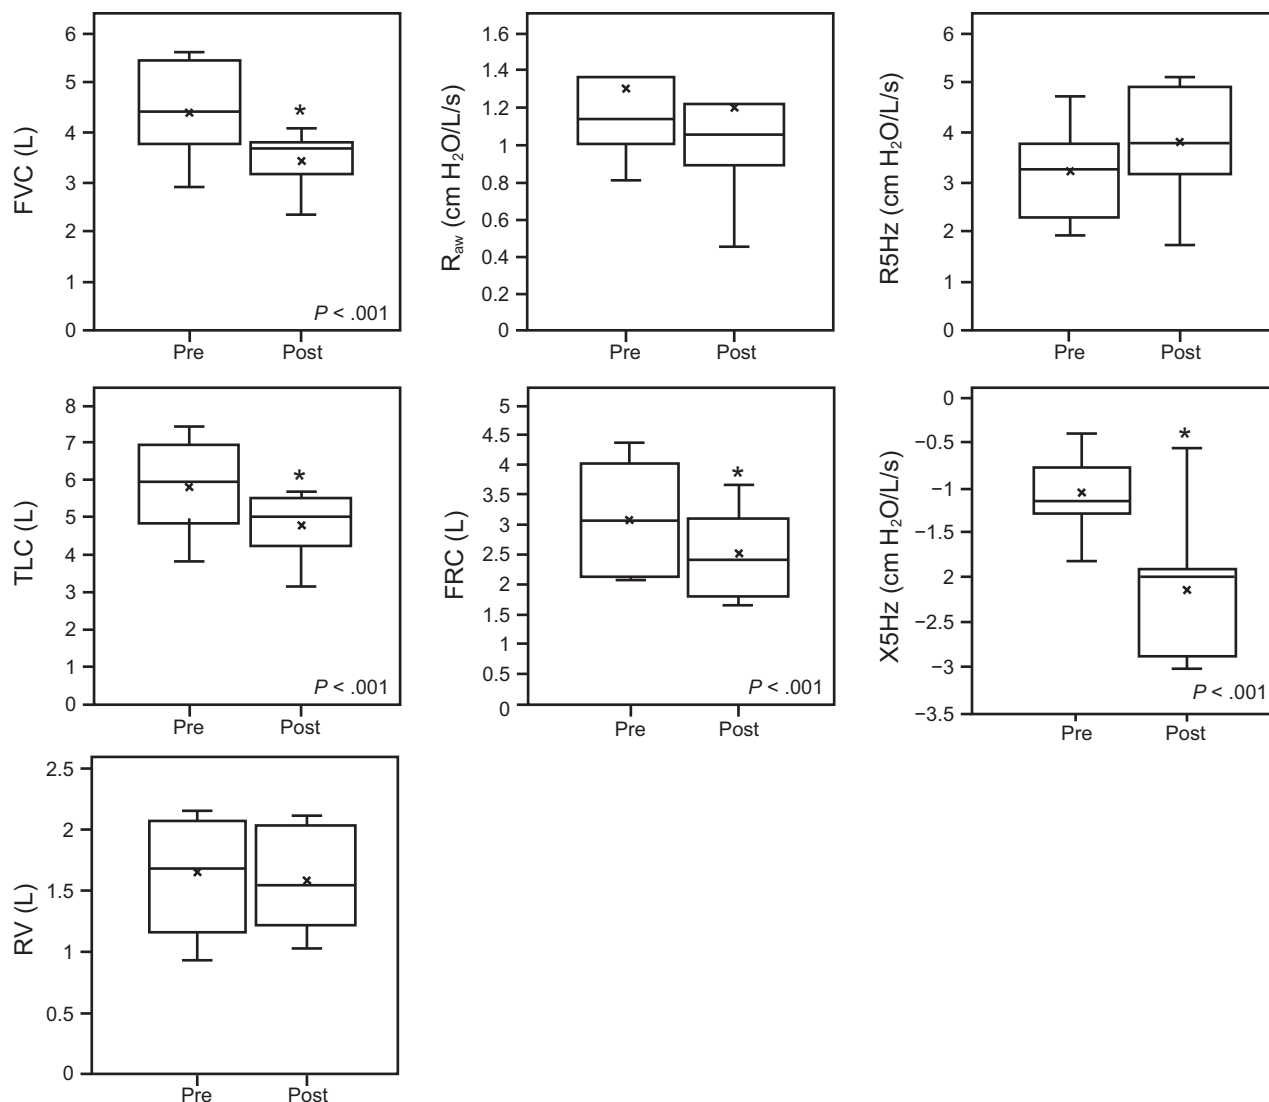 FVC (L)
6
5
4
3
2
1
0
*
P < .001
Pre
Post
Raw (cm H2O/L/s)
1.6
1.4
1.2
1
0.8
0.6
0.4
0.2
0
Pre
Post
R5Hz (cm H2O/L/s)
6
5
4
3
2
1
0
Pre
Post
TLC (L)
8
7
6
5
4
3
2
1
0
*
P < .001
Pre
Post
FRC (L)
5
4.5
4
3.5
3
2.5
2
1.5
1
0.5
0
*
P < .001
Pre
Post
X5Hz (cm H2O/L/s)
0
−0.5
−1
−1.5
−2
−2.5
−3
−3.5
*
P < .001
Pre
Post
RV (L)
2.5
2
1.5
1
0.5
0
Pre
Post